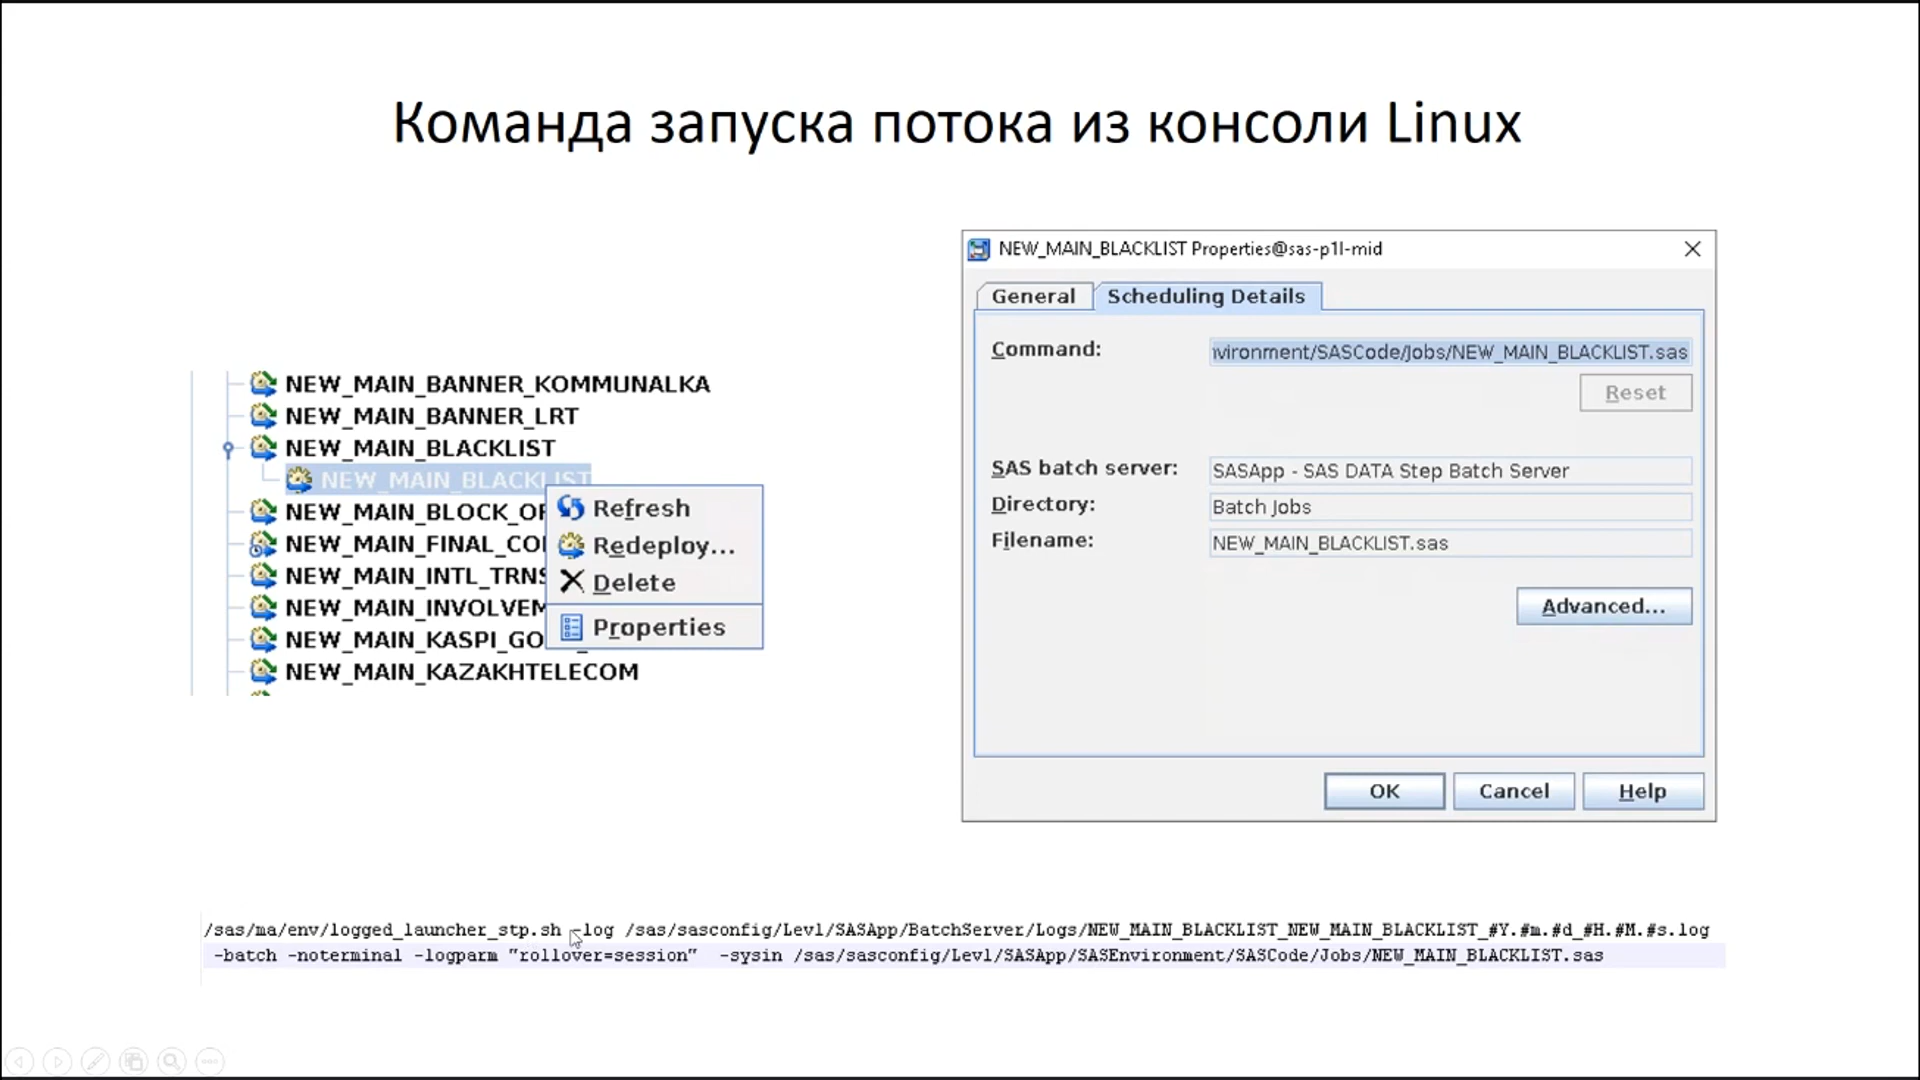 Команда запуска потока из консоли Linux
NEW_MAIN_BANNER_KOMMUNALKA
NEW_MAIN_BANNER_LRT
NEW_MAIN_BLACKLIST
NEW_MAIN_BLACKLIST
NEW_MAIN_BLOCK_OF
NEW_MAIN_FINAL_CO
NEW_MAIN_INTL_TRNS
NEW_MAIN_INVOLVEM
NEW_MAIN_KASPI_GO
NEW_MAIN_KAZAKHTELECOM
Refresh
Redeploy...
Delete
Properties
NEW_MAIN_BLACKLIST Properties@sas-p1l-mid
General
Scheduling Details
Command: vironment/SASCode/Jobs/NEW_MAIN_BLACKLIST.sas
Reset
SAS batch server: SASApp - SAS DATA Step Batch Server
Directory: Batch Jobs
Filename: NEW_MAIN_BLACKLIST.sas
Advanced...
OK Cancel Help
/sas/ma/env/logged_launcher_stp.sh -log /sas/sasconfig/Lev1/SASApp/BatchServer/Logs/NEW_MAIN_BLACKLIST_NEW_MAIN_BLACKLIST_#Y.#m.#d_#H.#M.#s.log
-batch -noterminal -logparm "rollover=session" -sysin /sas/sasconfig/Lev1/SASApp/SASEnvironment/SASCode/Jobs/NEW_MAIN_BLACKLIST.sas